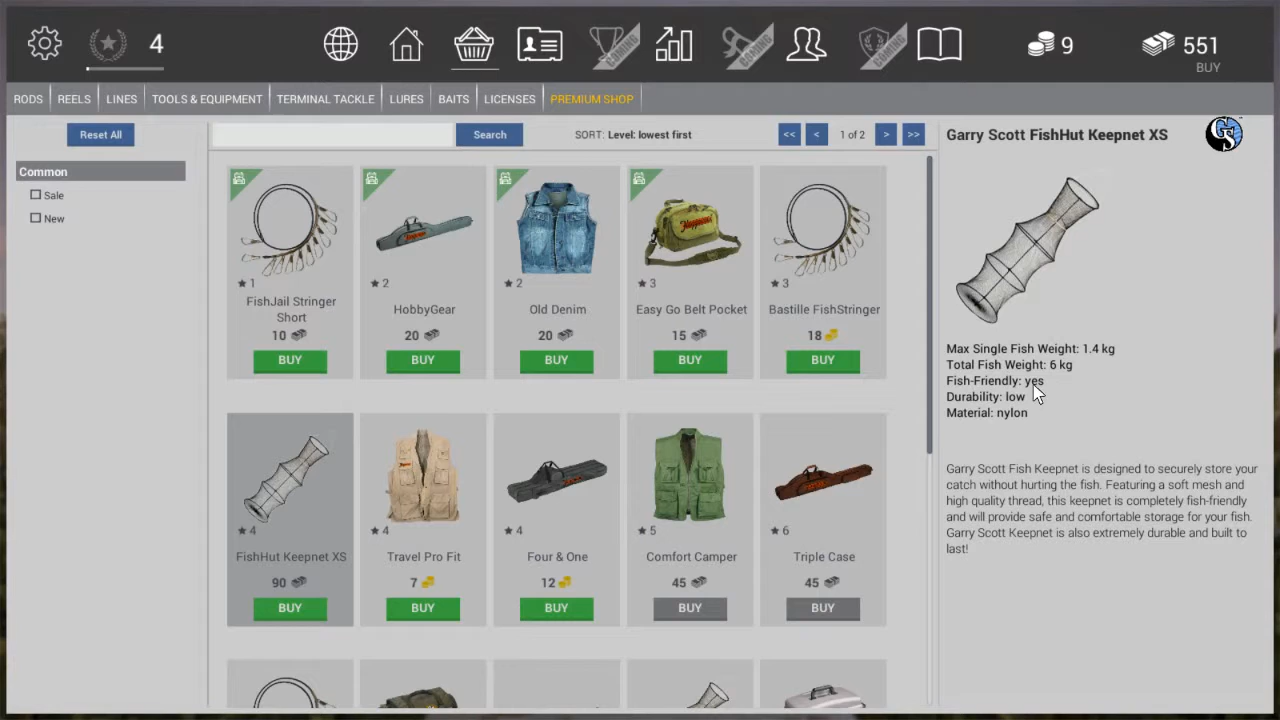 4
COMING
COMING
COMING
9
551
BUY
RODS
REELS
LINES
TOOLS & EQUIPMENT
TERMINAL TACKLE
LURES
BAITS
LICENSES
PREMIUM SHOP
Reset All
Common
Sale
New
Search
SORT: Level: lowest first
<<
<
1 of 2
>
>>
1
FishJail Stringer
Short
10
BUY
2
HobbyGear
20
BUY
2
Old Denim
20
BUY
3
Easy Go Belt Pocket
15
BUY
3
Bastille FishStringer
18
BUY
4
FishHut Keepnet XS
90
BUY
4
Travel Pro Fit
7
BUY
4
Four & One
12
BUY
5
Comfort Camper
45
BUY
6
Triple Case
45
BUY
Garry Scott FishHut Keepnet XS
GS
Max Single Fish Weight: 1.4 kg
Total Fish Weight: 6 kg
Fish-Friendly: yes
Durability: low
Material: nylon
Garry Scott Fish Keepnet is designed to securely store your
catch without hurting the fish. Featuring a soft mesh and
high quality thread, this keepnet is completely fish-friendly
and will provide safe and comfortable storage for your fish.
Garry Scott Keepnet is also extremely durable and built to
last!